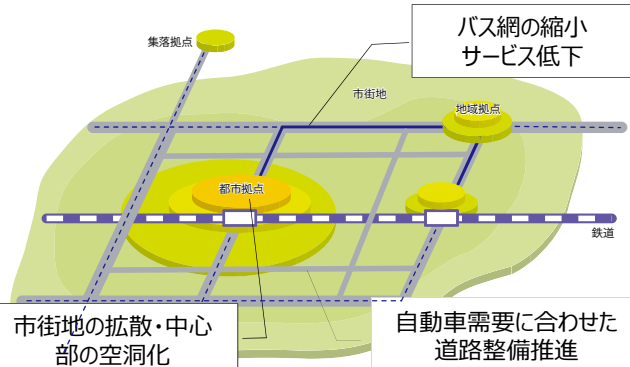 バス網の縮小
サービス低下
集落拠点
市街地
地域拠点
都市拠点
鉄道
市街地の拡散・中心
部の空洞化
自動車需要に合わせた
道路整備推進